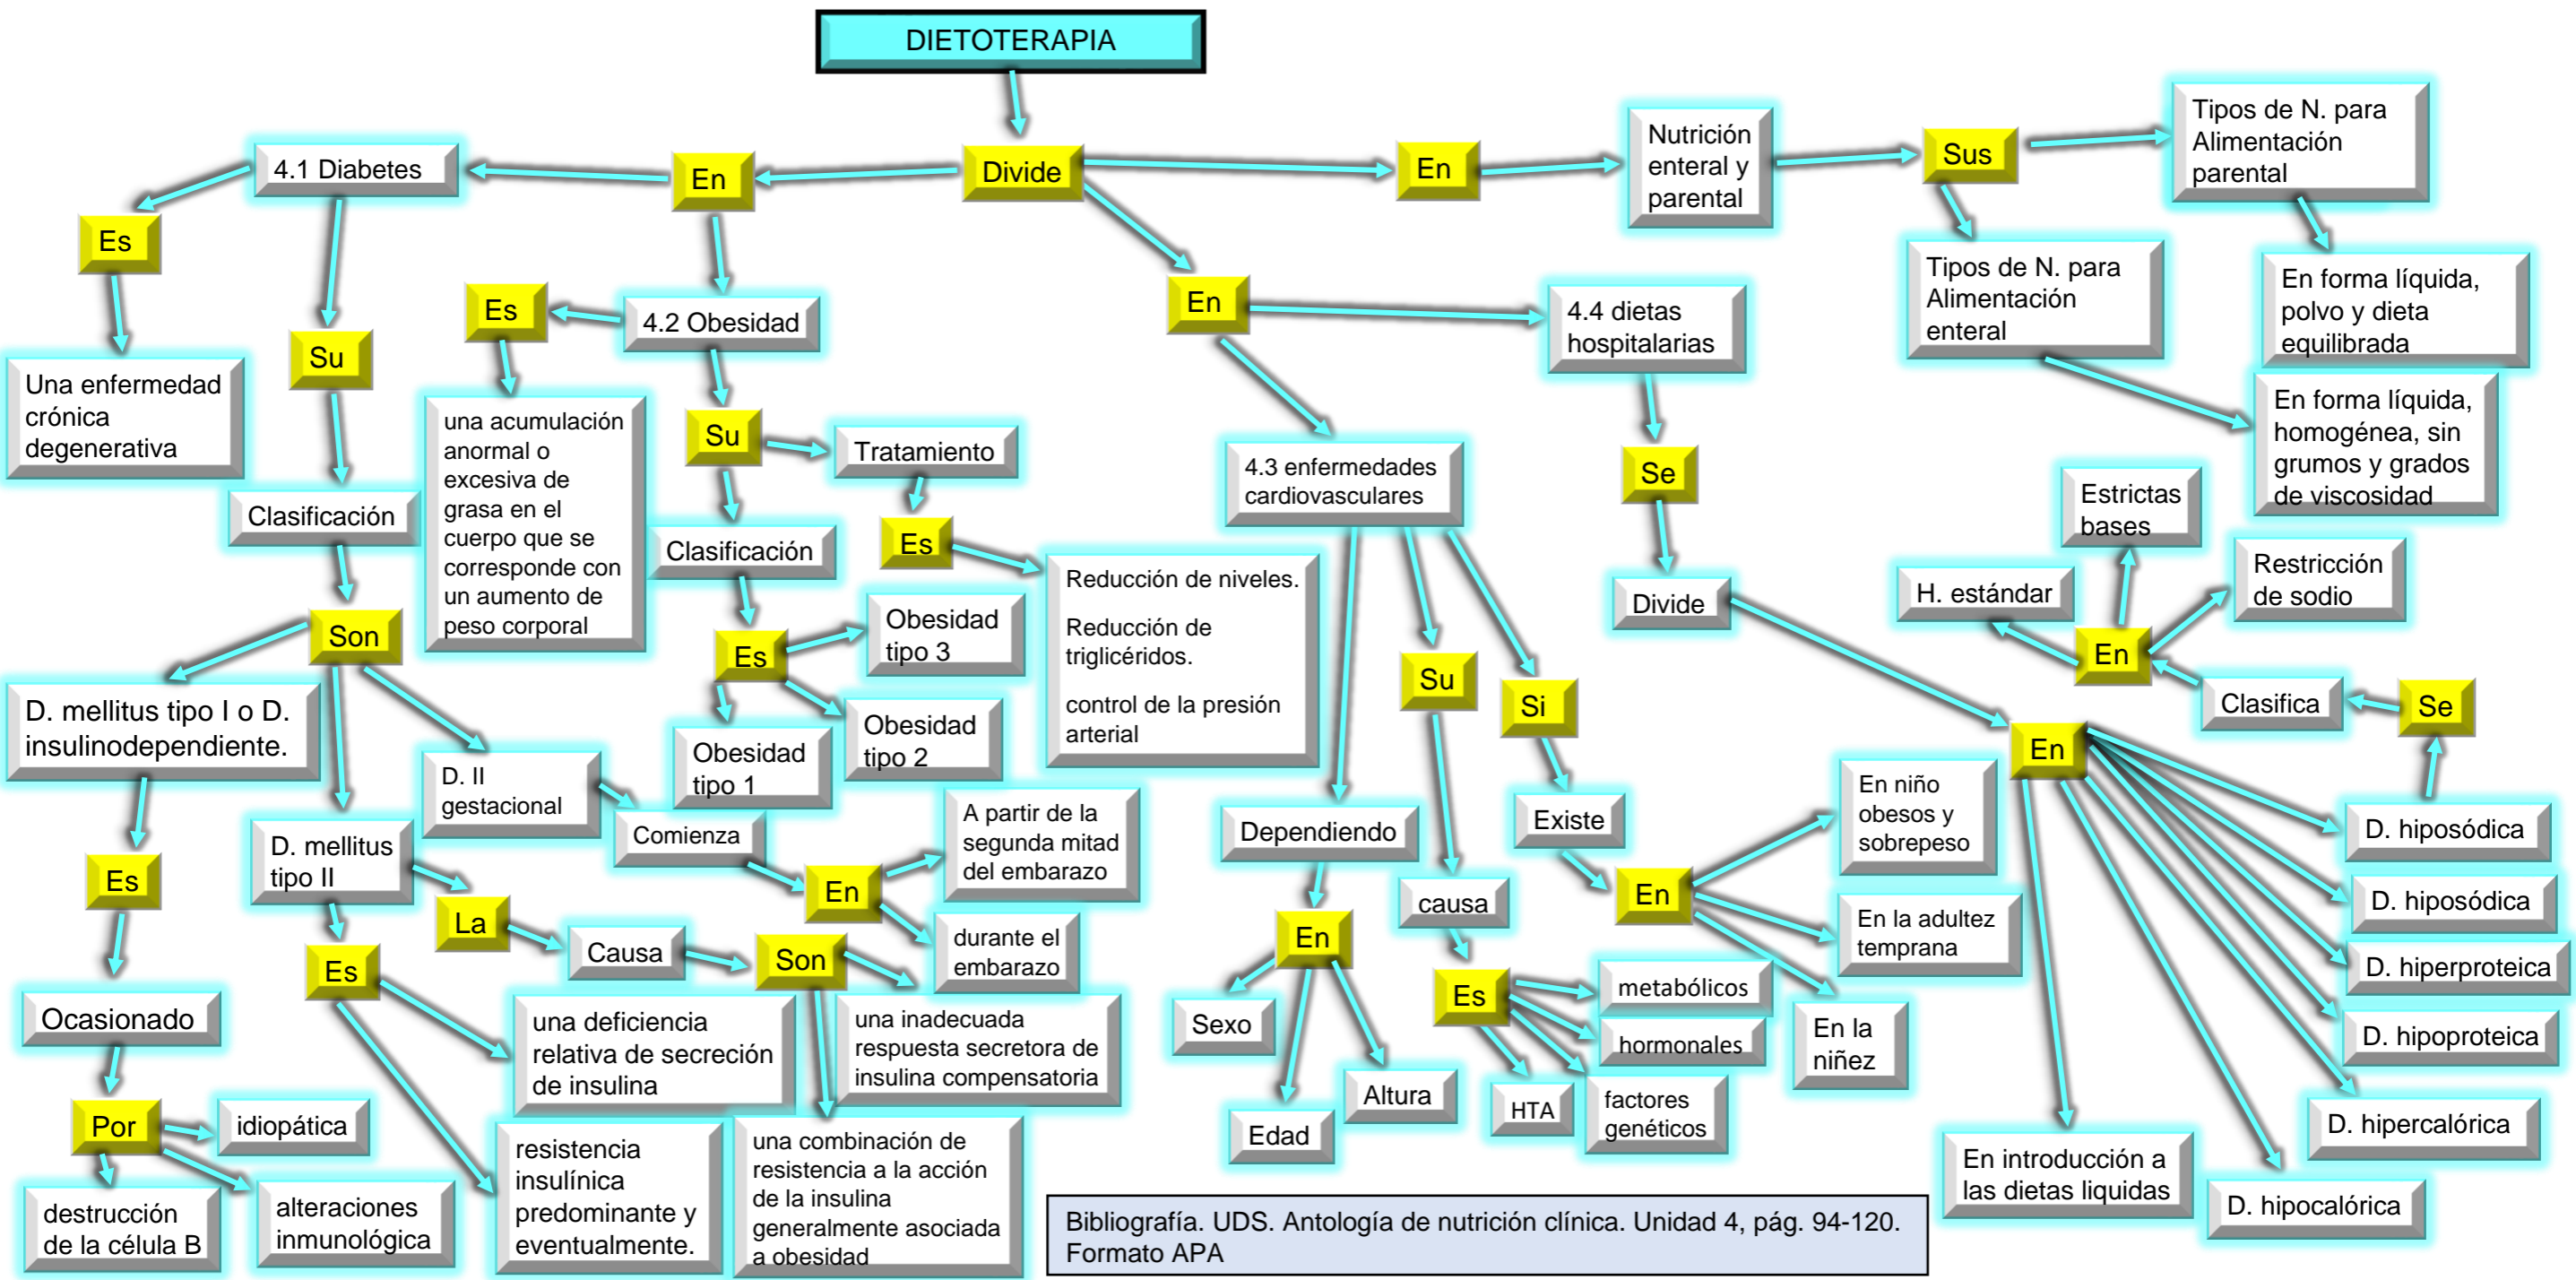 DIETOTERAPIA
Divide
En
4.1 Diabetes
Es
Una enfermedad
crónica
degenerativa
Su
Clasificación
Son
D. mellitus tipo I o D.
insulinodependiente.
Es
Ocasionado
Por
idiopática
destrucción
de la célula B
alteraciones
inmunológica
D. mellitus
tipo II
Es
una deficiencia
relativa de secreción
de insulina
resistencia
insulínica
predominante y
eventualmente.
La
Causa
Son
una inadecuada
respuesta secretora de
insulina compensatoria
una combinación de
resistencia a la acción
de la insulina
generalmente asociada
a obesidad
D. II
gestacional
Comienza
En
A partir de la
segunda mitad
del embarazo
durante el
embarazo
4.2 Obesidad
Es
una acumulación
anormal o
excesiva de
grasa en el
cuerpo que se
corresponde con
un aumento de
peso corporal
Su
Tratamiento
Es
Reducción de niveles.
Reducción de
triglicéridos.
control de la presión
arterial
Clasificación
Es
Obesidad
tipo 3
Obesidad
tipo 2
Obesidad
tipo 1
En
4.3 enfermedades
cardiovasculares
Dependiendo
En
Sexo
Edad
Altura
Su
causa
Es
metabólicos
hormonales
factores
genéticos
HTA
Si
Existe
En
En niño
obesos y
sobrepeso
En la adultez
temprana
En la
niñez
4.4 dietas
hospitalarias
Se
Divide
En
D. hiposódica
D. hiposódica
D. hiperproteica
D. hipoproteica
D. hipercalórica
D. hipocalórica
En introducción a
las dietas liquidas
Se
Clasifica
En
H. estándar
Estrictas
bases
Restricción
de sodio
En
Nutrición
enteral y
parental
Sus
Tipos de N. para
Alimentación
parental
En forma líquida,
polvo y dieta
equilibrada
Tipos de N. para
Alimentación
enteral
En forma líquida,
homogénea, sin
grumos y grados
de viscosidad
Bibliografía. UDS. Antología de nutrición clínica. Unidad 4, pág. 94-120.
Formato APA